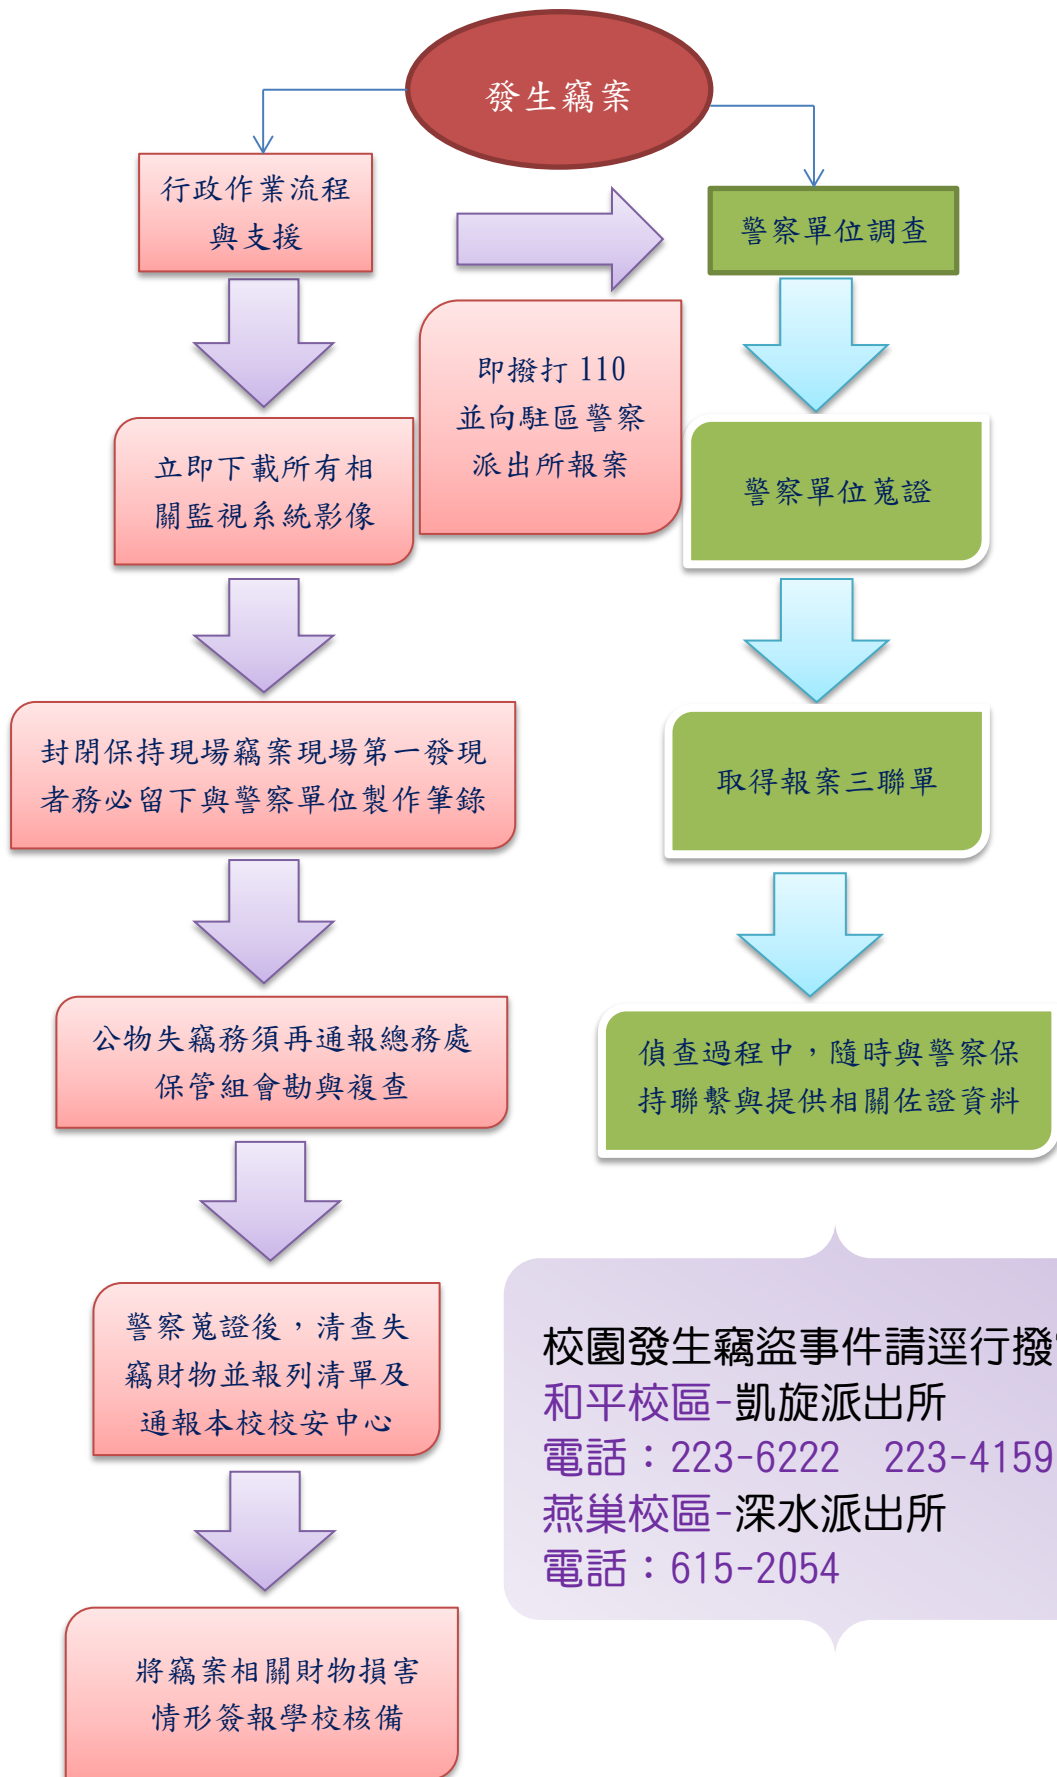 發生竊案
行政作業流程
與支援
警察單位調查
即撥打 110
並向駐區警察
派出所報案
立即下載所有相
關監視系統影像
警察單位蒐證
封閉保持現場竊案現場第一發現
者務必留下與警察單位製作筆錄
取得報案三聯單
公物失竊務須再通報總務處
保管組會勘與複查
偵查過程中，隨時與警察保
持聯繫與提供相關佐證資料
警察蒐證後，清查失
竊財物並報列清單及
通報本校校安中心
校園發生竊盜事件請逕行撥
和平校區-凱旋派出所
電話：223-6222 223-4159
燕巢校區-深水派出所
電話：615-2054
將竊案相關財物損害
情形簽報學校核備